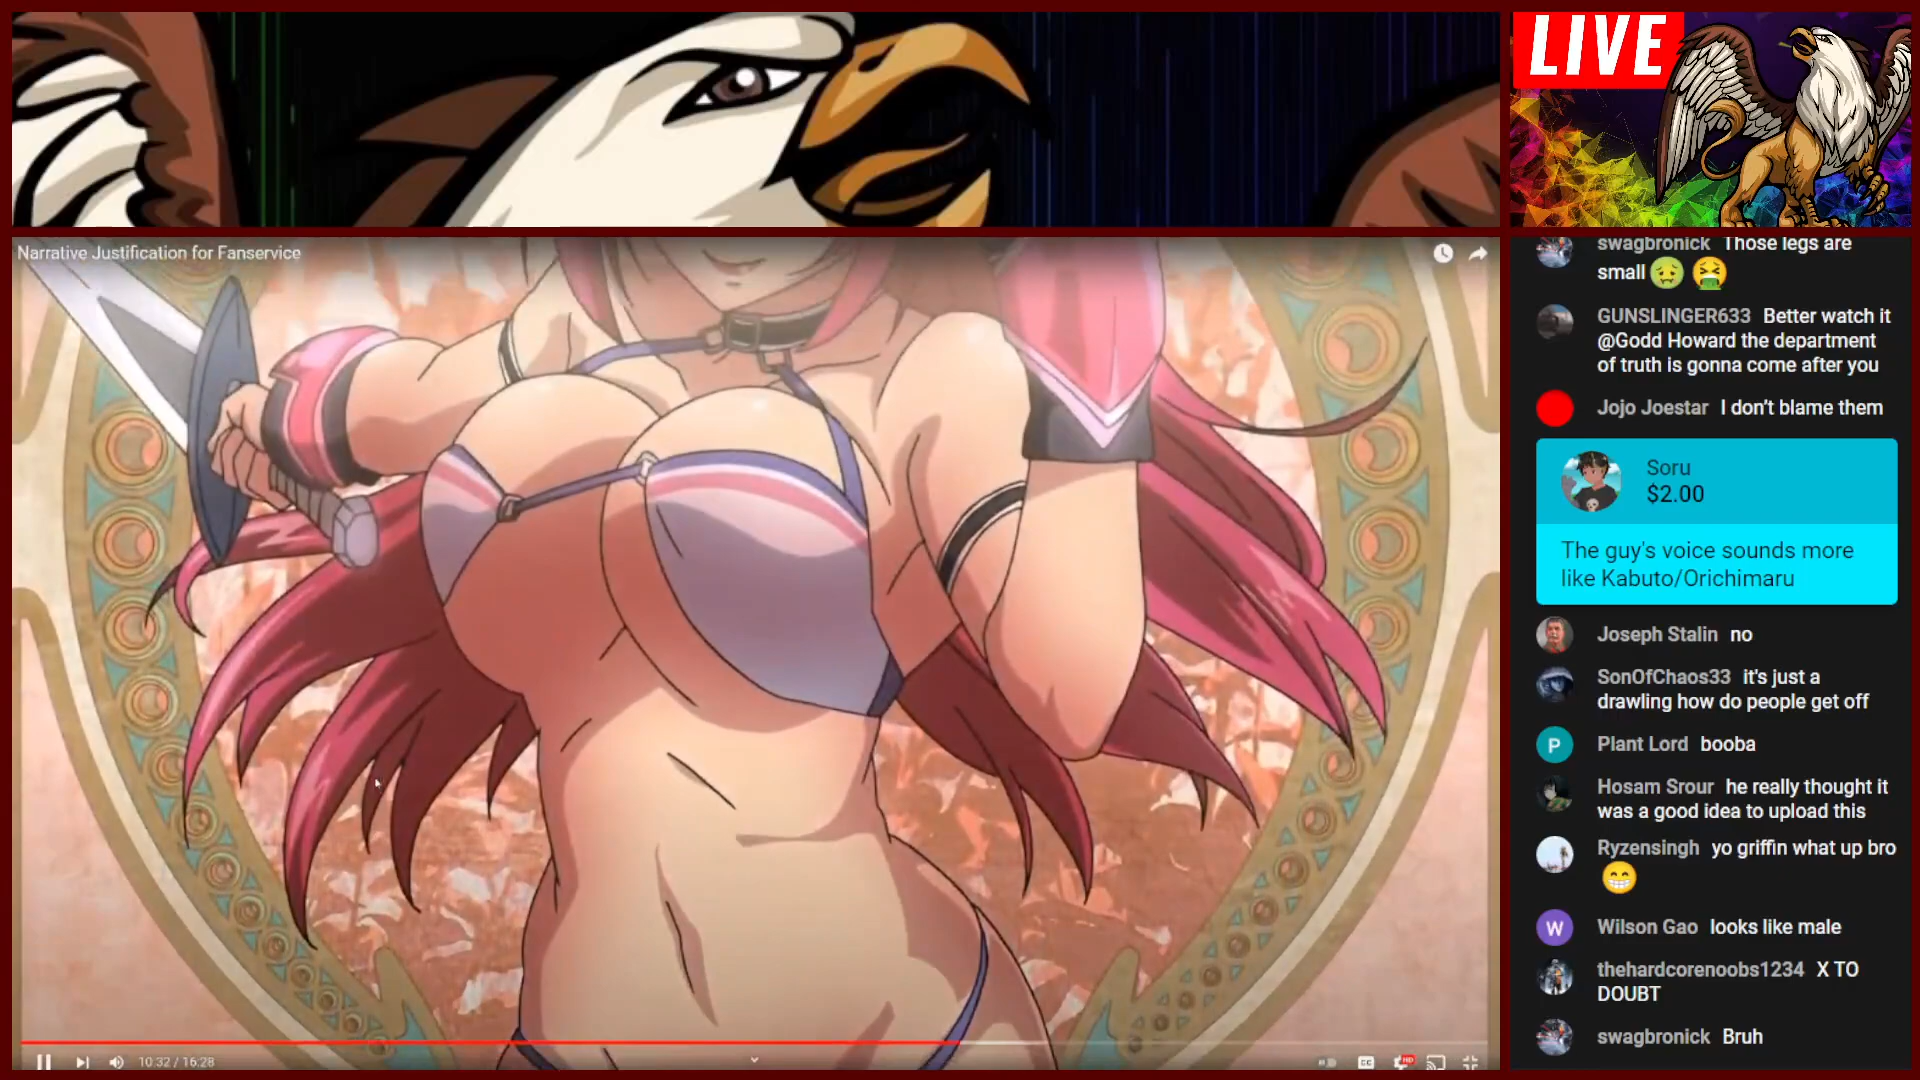 LIVE
Narrative Justification for Fanservice
swagbronick Those legs are
small
GUNSLINGER633 Better watch it
@Godd Howard the department
of truth is gonna come after you
Jojo Joestar I don't blame them
Soru
$2.00
The guy's voice sounds more
like Kabuto/Orichimaru
Joseph Stalin no
SonOfChaos33 it's just a
drawling how do people get off
P Plant Lord booba
Hosam Srour he really thought it
was a good idea to upload this
Ryzensingh yo griffin what up bro
W Wilson Gao looks like male
thehardcorenoobs1234 X TO
DOUBT
swagbronick Bruh
10:32 / 16:28
CC
HD